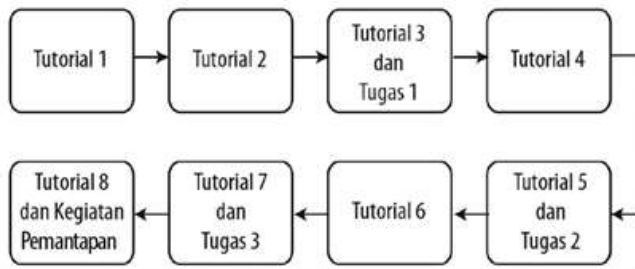 Tutorial 1
Tutorial 2
Tutorial 3
dan
Tugas 1
Tutorial 4
Tutorial 5
dan
Tugas 2
Tutorial 6
Tutorial 7
dan
Tugas 3
Tutorial 8
dan Kegiatan
Pemantapan